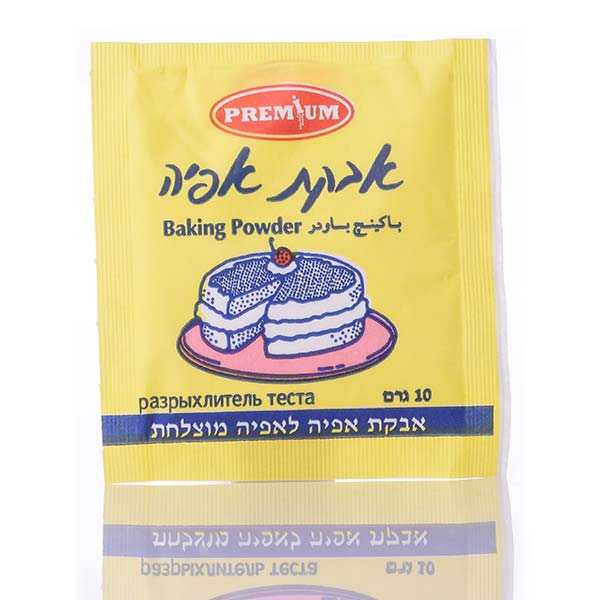 PREMIUM
אבקת אפיה
Baking Powder باكينج باودر
разрыхлитель теста 10 גרם
אבקת אפיה לאפיה מוצלחת